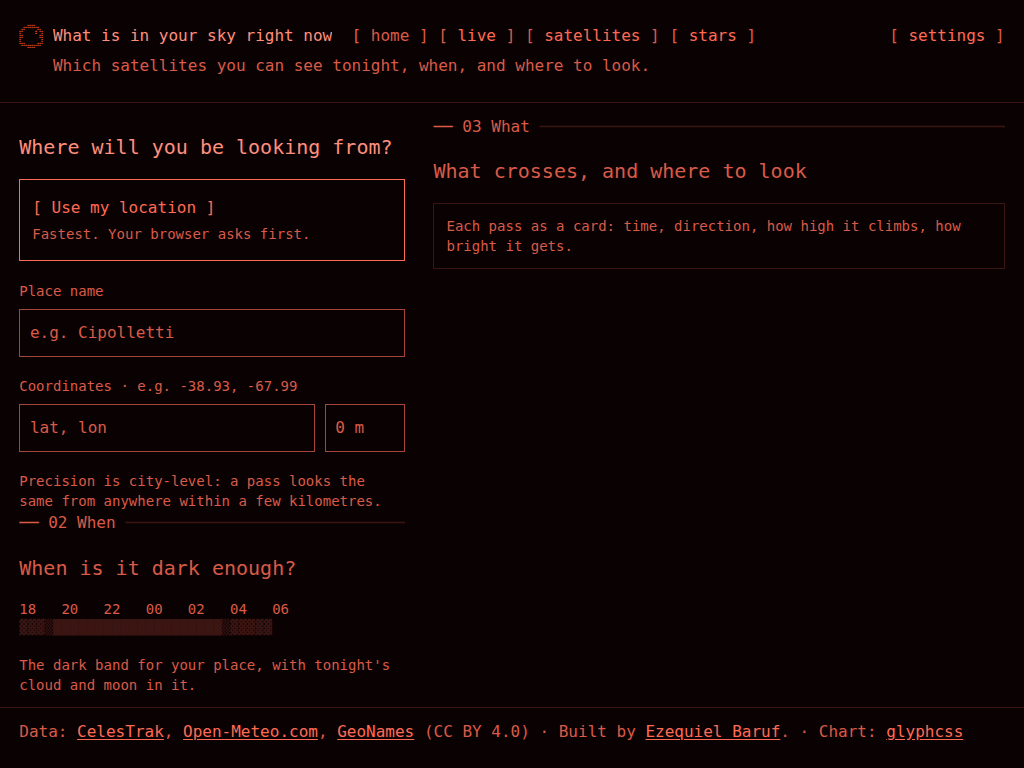 What is in your sky right now [ home ] [ live ] [ satellites ] [ stars ] [ settings ]
Which satellites you can see tonight, when, and where to look.
Where will you be looking from?
[ Use my location ]
Fastest. Your browser asks first.
Place name
e.g. Cipolletti
Coordinates · e.g. -38.93, -67.99
lat, lon
0 m
Precision is city-level: a pass looks the
same from anywhere within a few kilometres.
02 When
When is it dark enough?
18 20 22 00 02 04 06
The dark band for your place, with tonight's
cloud and moon in it.
03 What
What crosses, and where to look
Each pass as a card: time, direction, how high it climbs, how
bright it gets.
Data: CelesTrak, Open-Meteo.com, GeoNames (CC BY 4.0) · Built by Ezequiel Baruf. · Chart: glyphcss